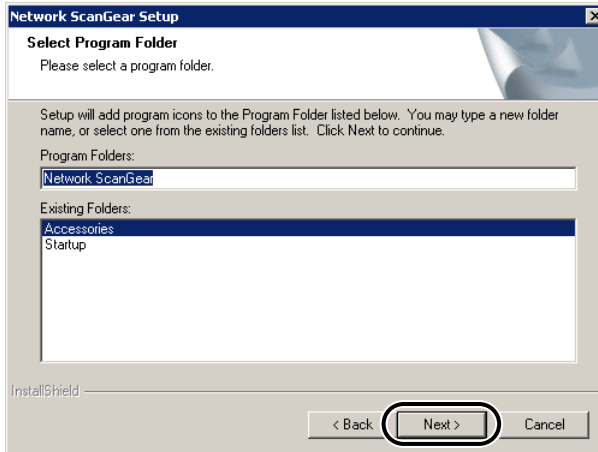 Network ScanGear Setup
Select Program Folder
Please select a program folder.
Setup will add program icons to the Program Folder listed below.  You may type a new folder
name, or select one from the existing folders list.  Click Next to continue.
Program Folders:
Network ScanGear
Existing Folders:
Accessories
Startup
InstallShield
< Back
Next >
Cancel